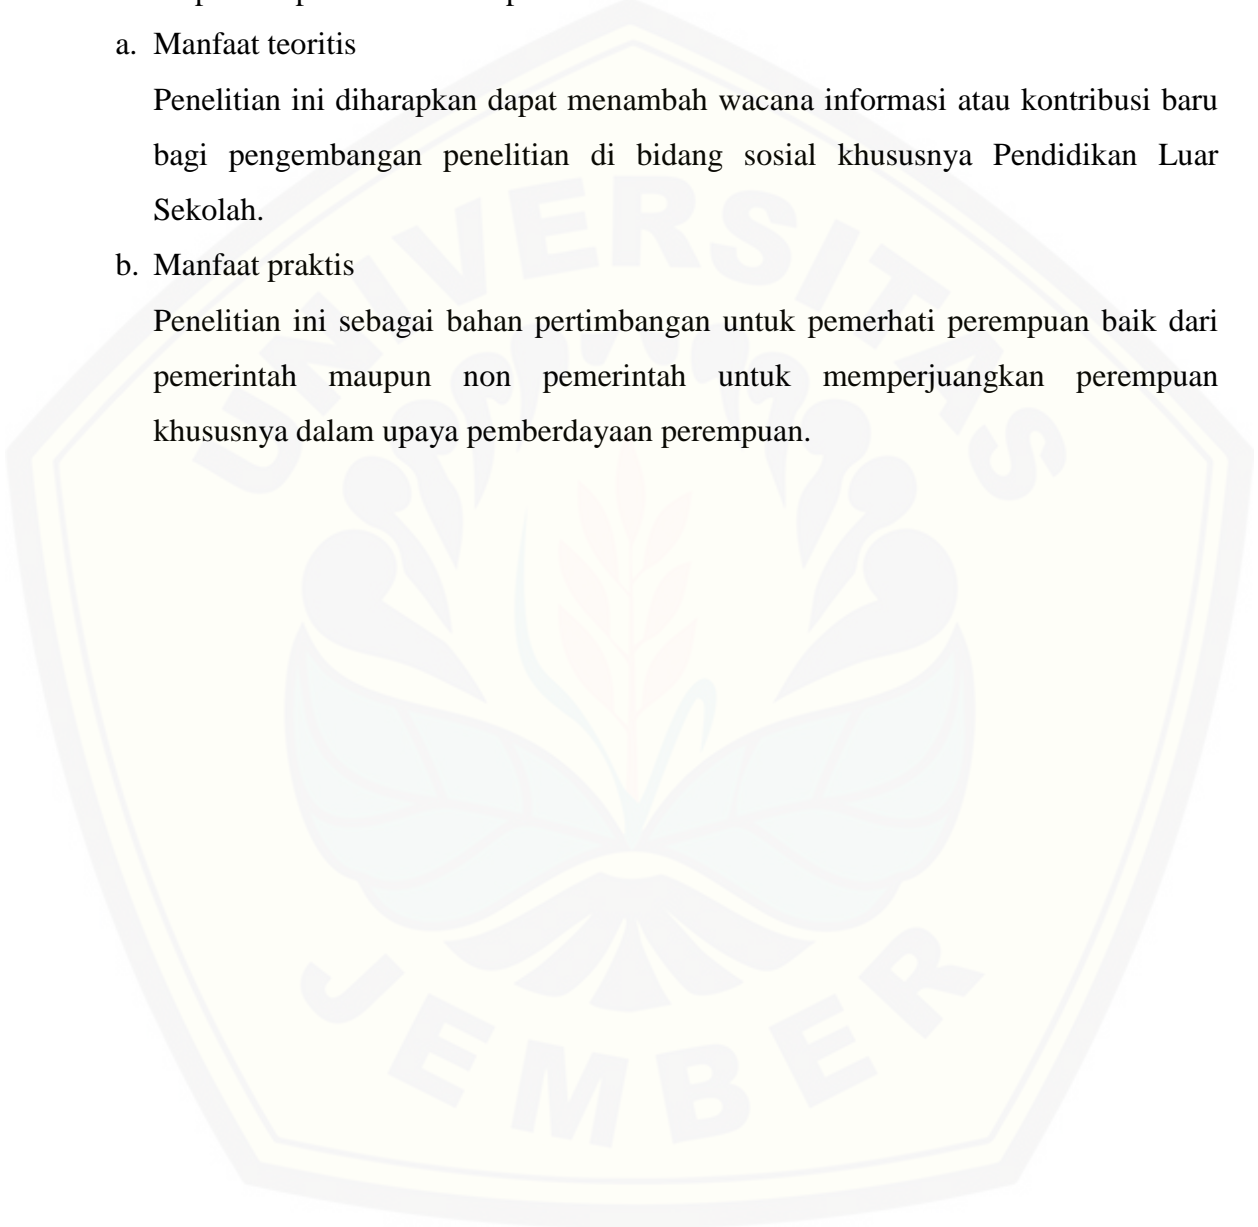 a. Manfaat teoritis
Penelitian ini diharapkan dapat menambah wacana informasi atau kontribusi baru
bagi pengembangan penelitian di bidang sosial khususnya Pendidikan Luar
Sekolah.
b. Manfaat praktis
Penelitian ini sebagai bahan pertimbangan untuk pemerhati perempuan baik dari
pemerintah maupun non pemerintah untuk memperjuangkan perempuan
khususnya dalam upaya pemberdayaan perempuan.
UNIVERSITAS
JEMBER